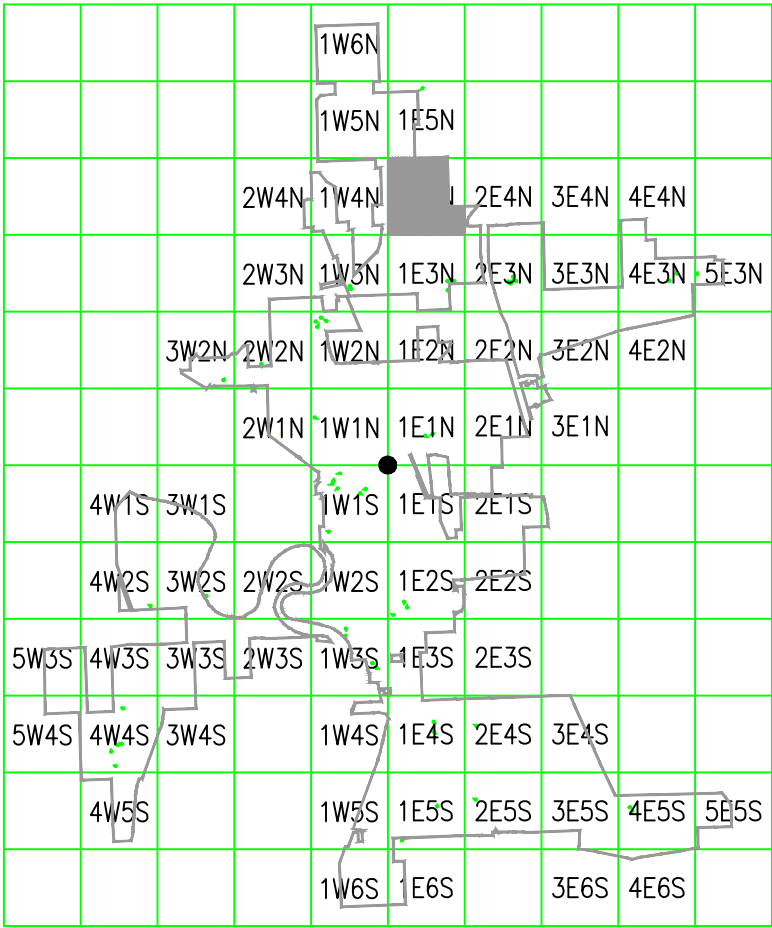 1W6N
1W5N 1E5N
2W4N 1W4N 2E4N 3E4N 4E4N
2W3N 1W3N 1E3N 2E3N 3E3N 4E3N 5E3N
3W2N 2W2N 1W2N 1E2N 2E2N 3E2N 4E2N
2W1N 1W1N 1E1N 2E1N 3E1N
4W1S 3W1S 1W1S 1E1S 2E1S
4W2S 3W2S 2W2S 1W2S 1E2S 2E2S
5W3S 4W3S 3W3S 2W3S 1W3S 1E3S 2E3S
5W4S 4W4S 3W4S 1W4S 1E4S 2E4S 3E4S
4W5S 1W5S 1E5S 2E5S 3E5S 4E5S 5E5S
1W6S 1E6S 3E6S 4E6S